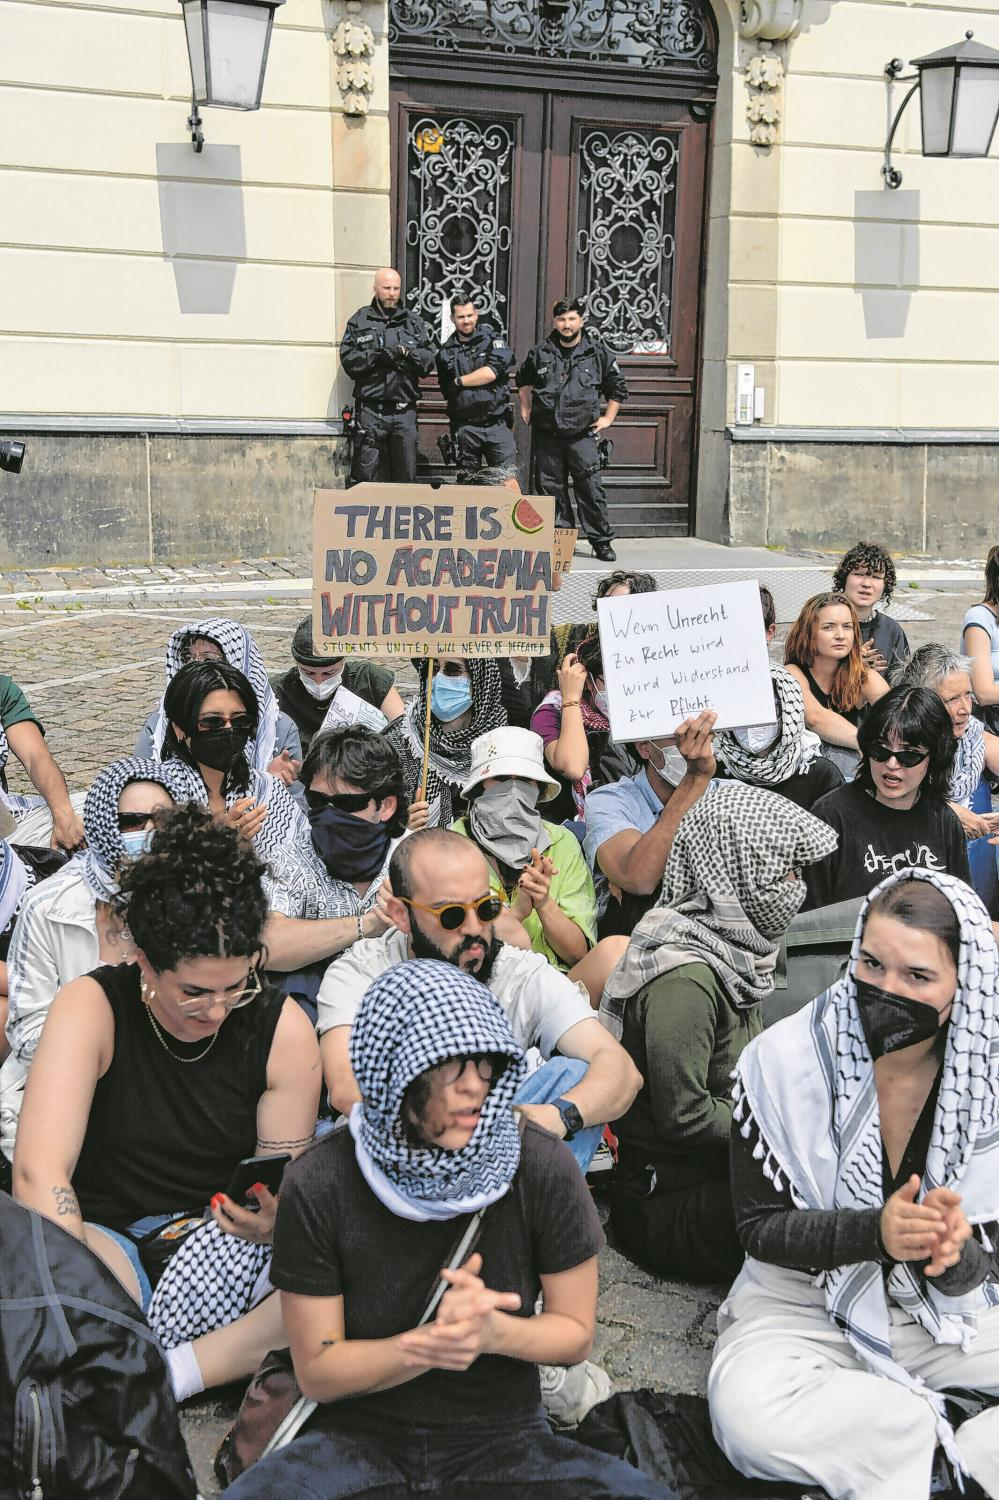 THERE IS
NO ACADEMIA
WITHOUT TRUTH
STUDENTS UNITED WILL NEVER BE DEFEATED
Wenn Unrecht
zu Recht wird
wird Widerstand
zur Pflicht.
obscure